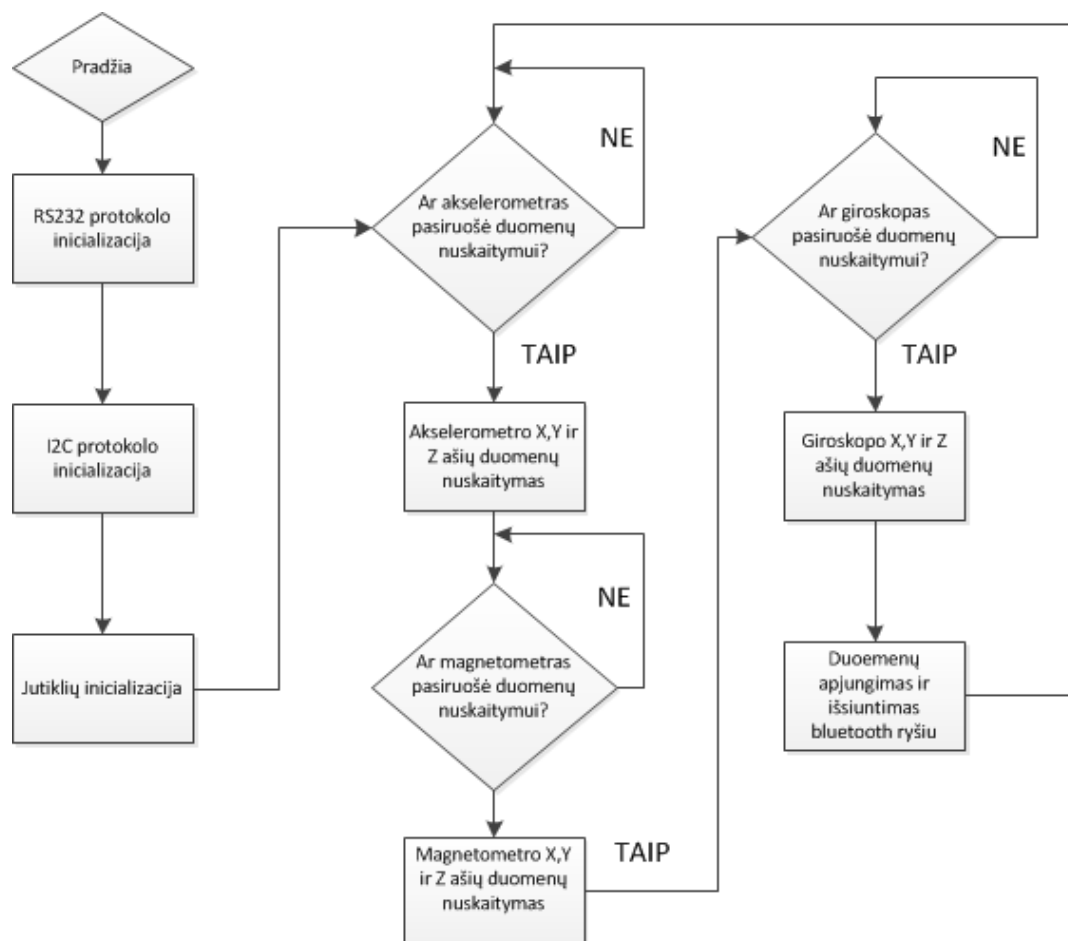 Pradžia
RS232 protokolo
inicializacija
I2C protokolo
inicializacija
Jutiklių inicializacija
NE
Ar akselerometras
pasiruošė duomenų
nuskaitymui?
TAIP
Akselerometro X,Y ir
Z ašių duomenų
nuskaitymas
NE
Ar magnetometras
pasiruošė duomenų
nuskaitymui?
Magnetometro X,Y
ir Z ašių duomenų
nuskaitymas
TAIP
NE
Ar giroskopas
pasiruošė duomenų
nuskaitymui?
TAIP
Giroskopo X,Y ir Z
ašių duomenų
nuskaitymas
Duoemenų
apjungimas ir
išsiuntimas
bluetooth ryšiu